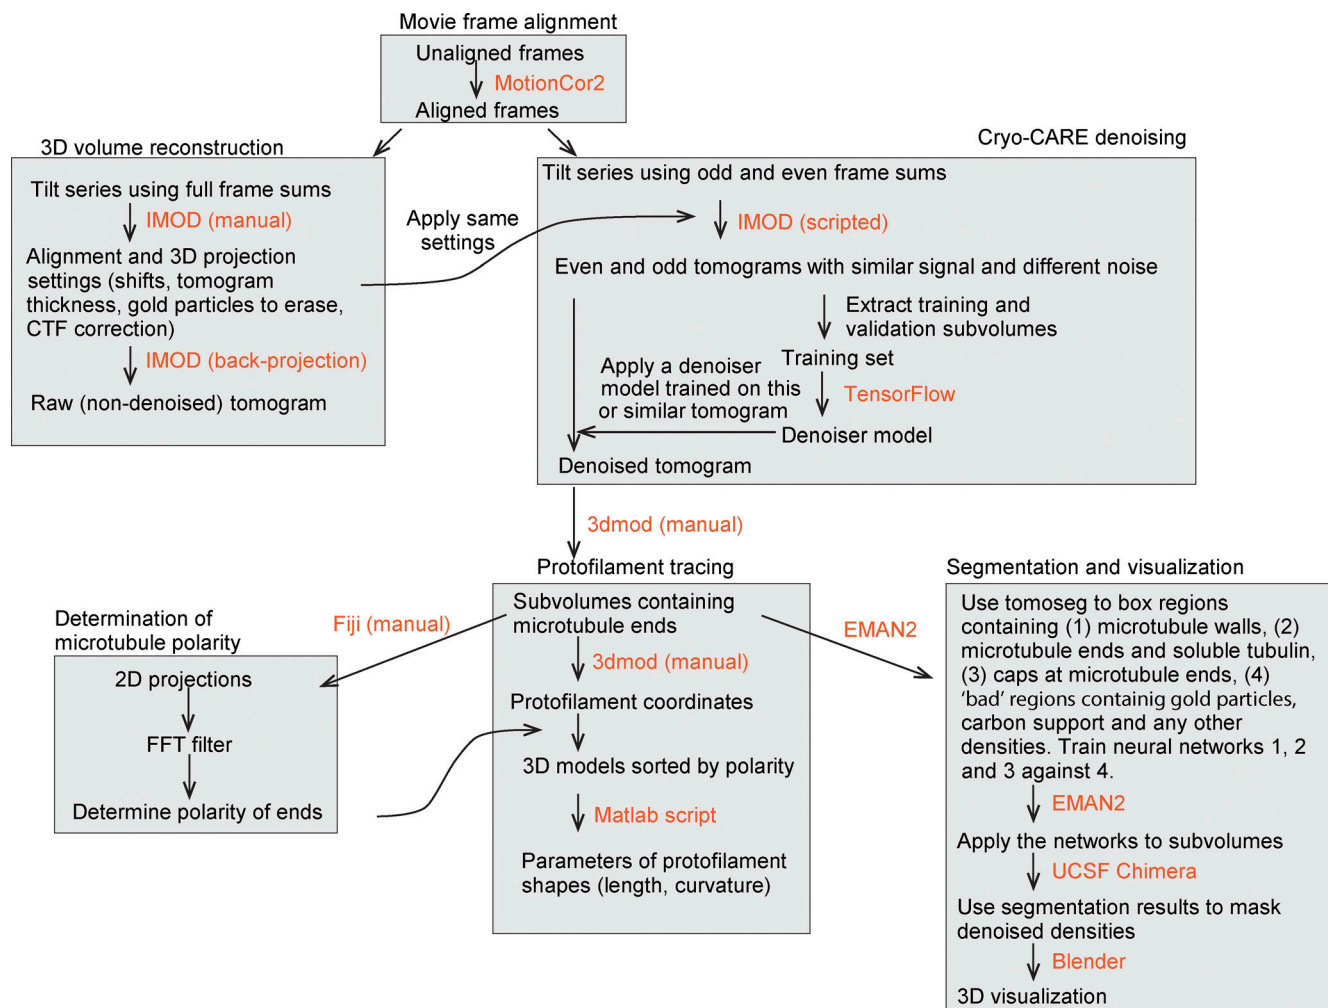 Movie frame alignment
Unaligned frames
MotionCor2
Aligned frames
3D volume reconstruction
Tilt series using full frame sums
IMOD (manual)
Alignment and 3D projection
settings (shifts, tomogram
thickness, gold particles to erase,
CTF correction)
IMOD (back-projection)
Raw (non-denoised) tomogram
Apply same
settings
Cryo-CARE denoising
Tilt series using odd and even frame sums
IMOD (scripted)
Even and odd tomograms with similar signal and different noise
Extract training and
validation subvolumes
Training set
Apply a denoiser
model trained on this
or similar tomogram
TensorFlow
Denoiser model
Denoised tomogram
3dmod (manual)
Protofilament tracing
Subvolumes containing
microtubule ends
3dmod (manual)
Protofilament coordinates
3D models sorted by polarity
Matlab script
Parameters of protofilament
shapes (length, curvature)
Fiji (manual)
Determination of
microtubule polarity
2D projections
FFT filter
Determine polarity of ends
EMAN2
Segmentation and visualization
Use tomoseg to box regions
containing (1) microtubule walls, (2)
microtubule ends and soluble tubulin,
(3) caps at microtubule ends, (4)
'bad' regions containig gold particles,
carbon support and any other
densities. Train neural networks 1, 2
and 3 against 4.
EMAN2
Apply the networks to subvolumes
UCSF Chimera
Use segmentation results to mask
denoised densities
Blender
3D visualization